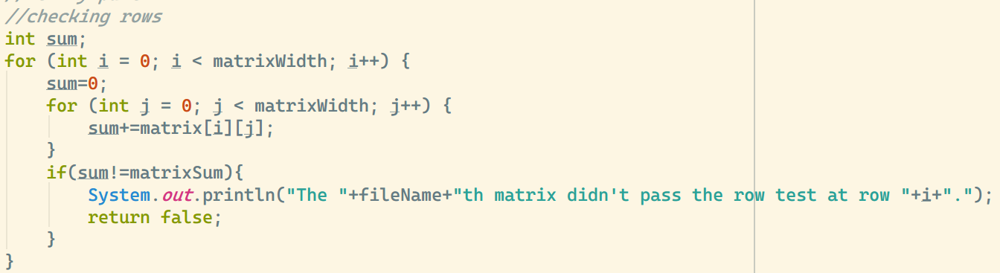 //checking rows
int sum;
for (int i = 0; i < matrixWidth; i++) {
    sum=0;
    for (int j = 0; j < matrixWidth; j++) {
        sum+=matrix[i][j];
    }
    if(sum!=matrixSum){
        System.out.println("The "+fileName+"th matrix didn't pass the row test at row "+i+".");
        return false;
    }
}